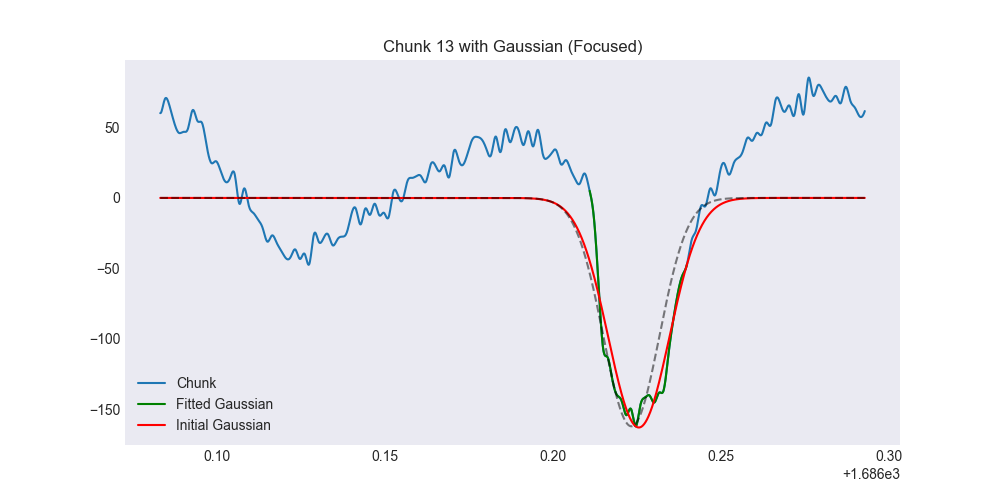 Chunk 13 with Gaussian (Focused)
50
0
−50
−100
−150
Chunk
Fitted Gaussian
Initial Gaussian
0.10 0.15 0.20 0.25 0.30
+1.686e3